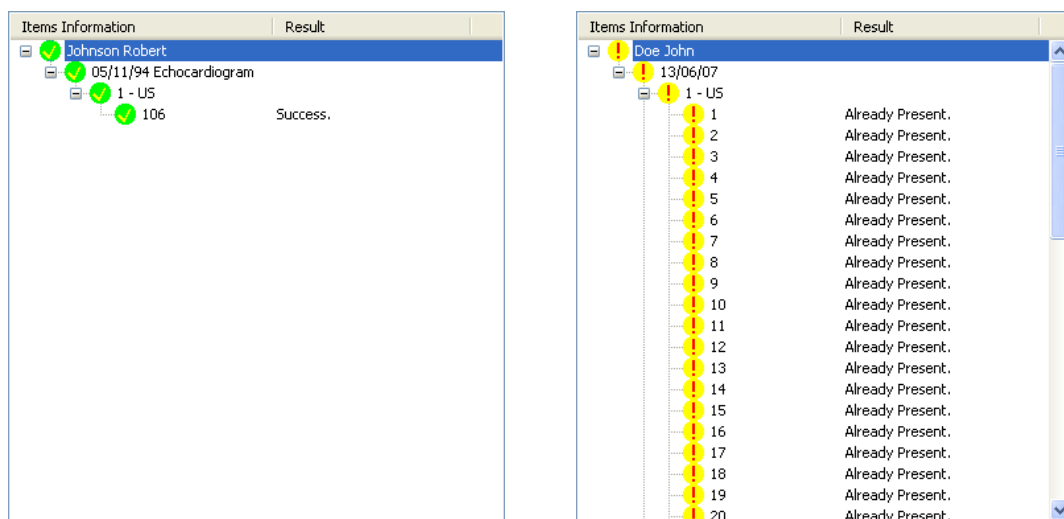 Items Information Result
Johnson Robert
05/11/94 Echocardiogram
1 - US
106 Success.
Items Information Result
Doe John
13/06/07
1 - US
1 Already Present.
2 Already Present.
3 Already Present.
4 Already Present.
5 Already Present.
6 Already Present.
7 Already Present.
8 Already Present.
9 Already Present.
10 Already Present.
11 Already Present.
12 Already Present.
13 Already Present.
14 Already Present.
15 Already Present.
16 Already Present.
17 Already Present.
18 Already Present.
19 Already Present.
20 Already Present.